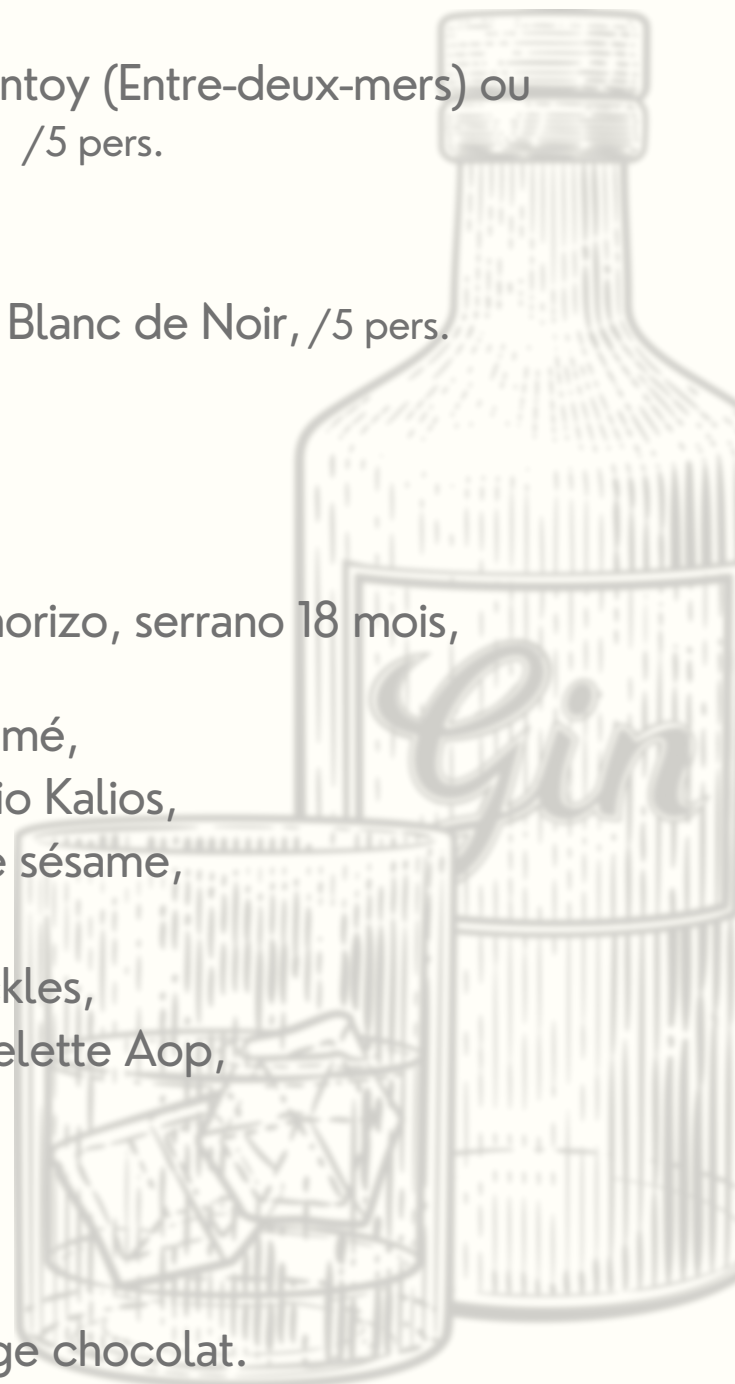 ntoy (Entre-deux-mers) ou
/5 pers.
Blanc de Noir, /5 pers.
horizo, serrano 18 mois,
mé,
io Kalios,
Gin
e sésame,
kles,
elette Aop,
ge chocolat.